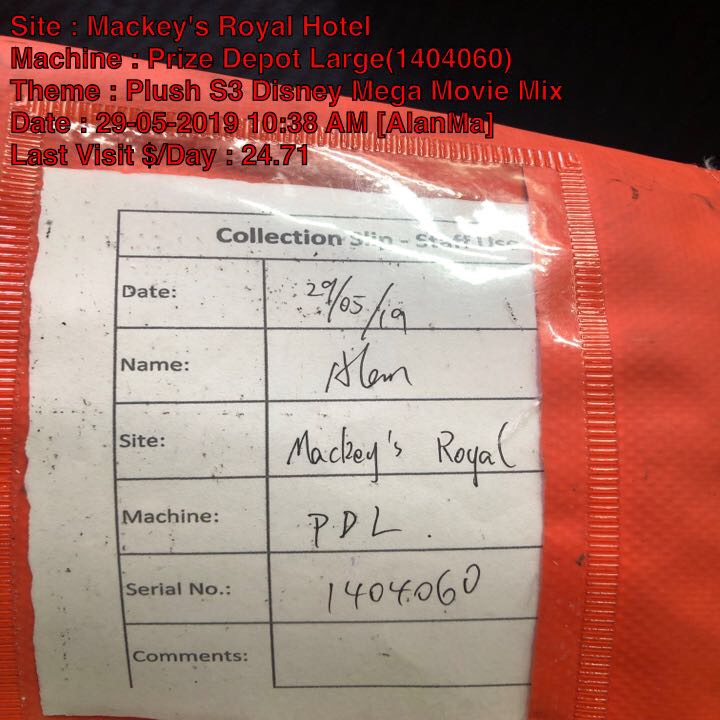 Site : Mackey's Royal Hotel
Machine : Prize Depot Large(1404060)
Theme : Plush S3 Disney Mega Movie Mix
Date : 29-05-2019 10:38 AM [AlanMa]
Last Visit $/Day : 24.71
Collection Slip - Staff Use
Date: 29/05/19
Name: Alan
Site: Mackey's Royal
Machine: P.D.L.
Serial No.: 1404060
Comments: